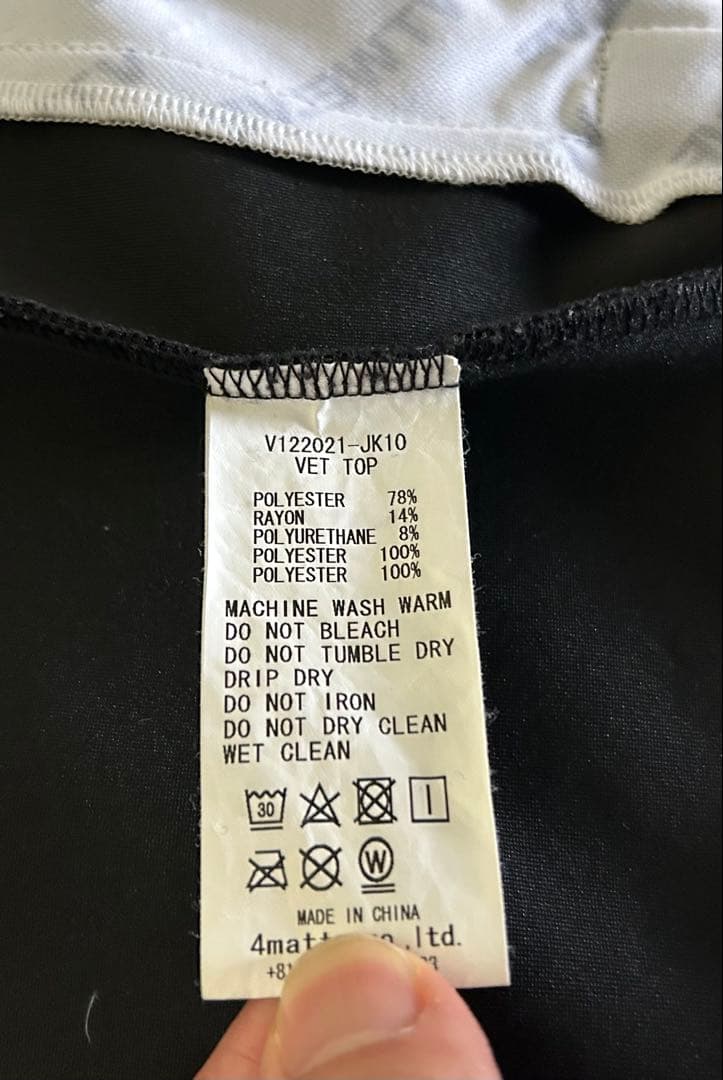 V122021-JK10
VET TOP
POLYESTER 78%
RAYON 14%
POLYURETHANE 8%
POLYESTER 100%
POLYESTER 100%
MACHINE WASH WARM
DO NOT BLEACH
DO NOT TUMBLE DRY
DRIP DRY
DO NOT IRON
DO NOT DRY CLEAN
WET CLEAN
30
W
MADE IN CHINA
ltd.